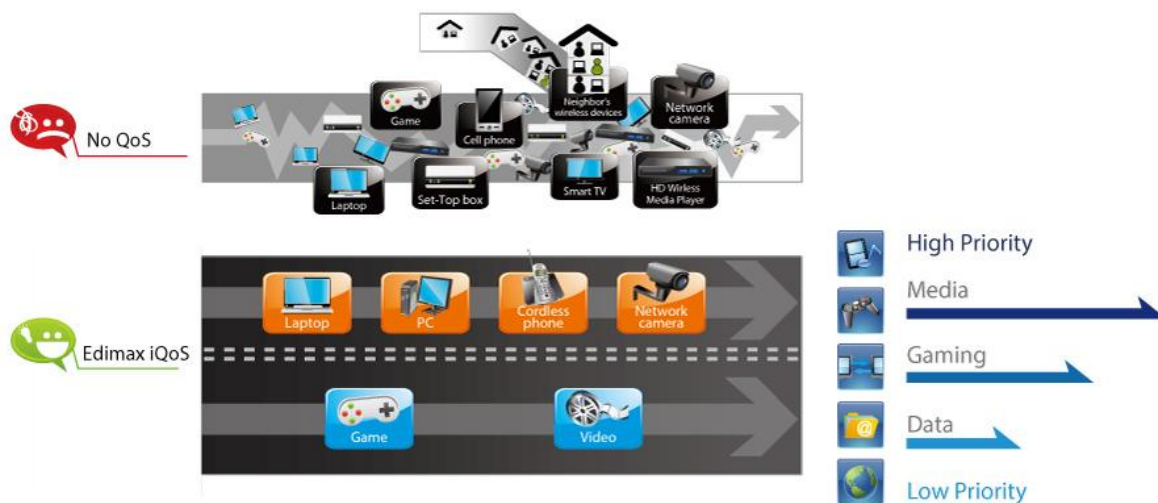 No QoS
Game
Cell phone
Neighbor's
wireless devices
Network
camera
Laptop
Set-Top box
Smart TV
HD Wirless
Media Player
Edimax iQoS
Laptop
PC
Cordless
phone
Network
camera
Game
Video
High Priority
Media
Gaming
Data
@
Low Priority